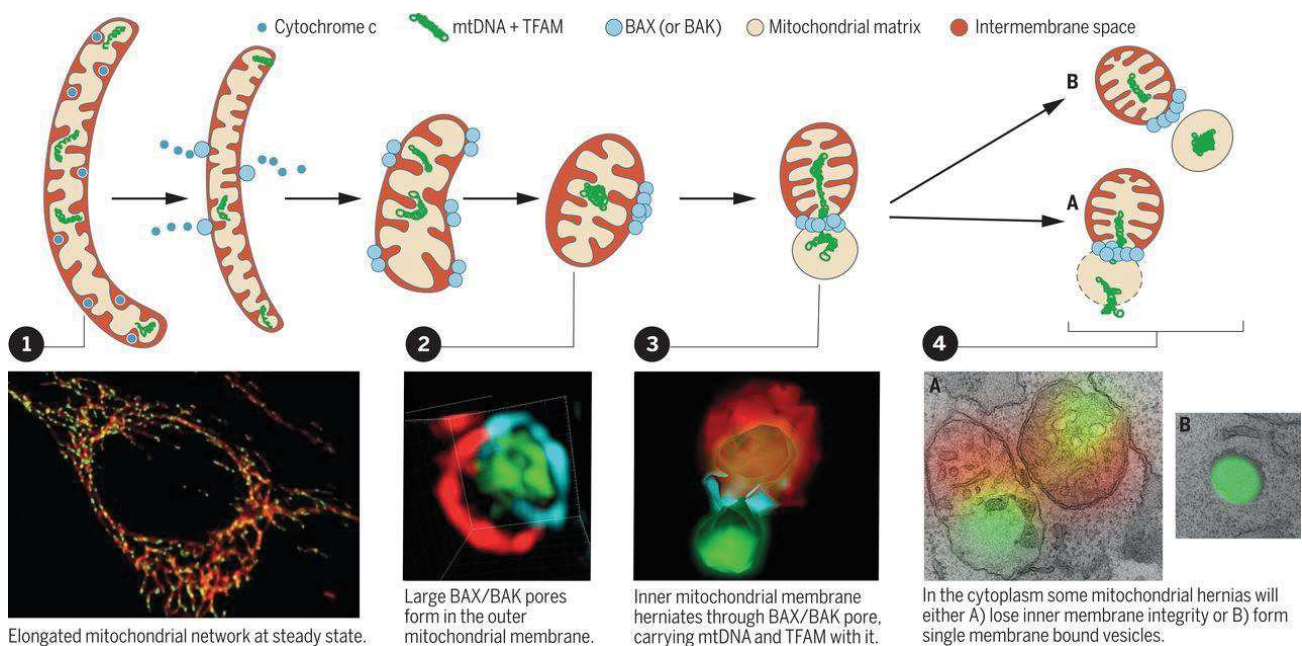 Cytochrome c
mtDNA + TFAM
BAX (or BAK)
Mitochondrial matrix
Intermembrane space
B
A
1
2
3
4
A
B
Elongated mitochondrial network at steady state.
Large BAX/BAK pores
form in the outer
mitochondrial membrane.
Inner mitochondrial membrane
herniates through BAX/BAK pore,
carrying mtDNA and TFAM with it.
In the cytoplasm some mitochondrial hernias will
either A) lose inner membrane integrity or B) form
single membrane bound vesicles.